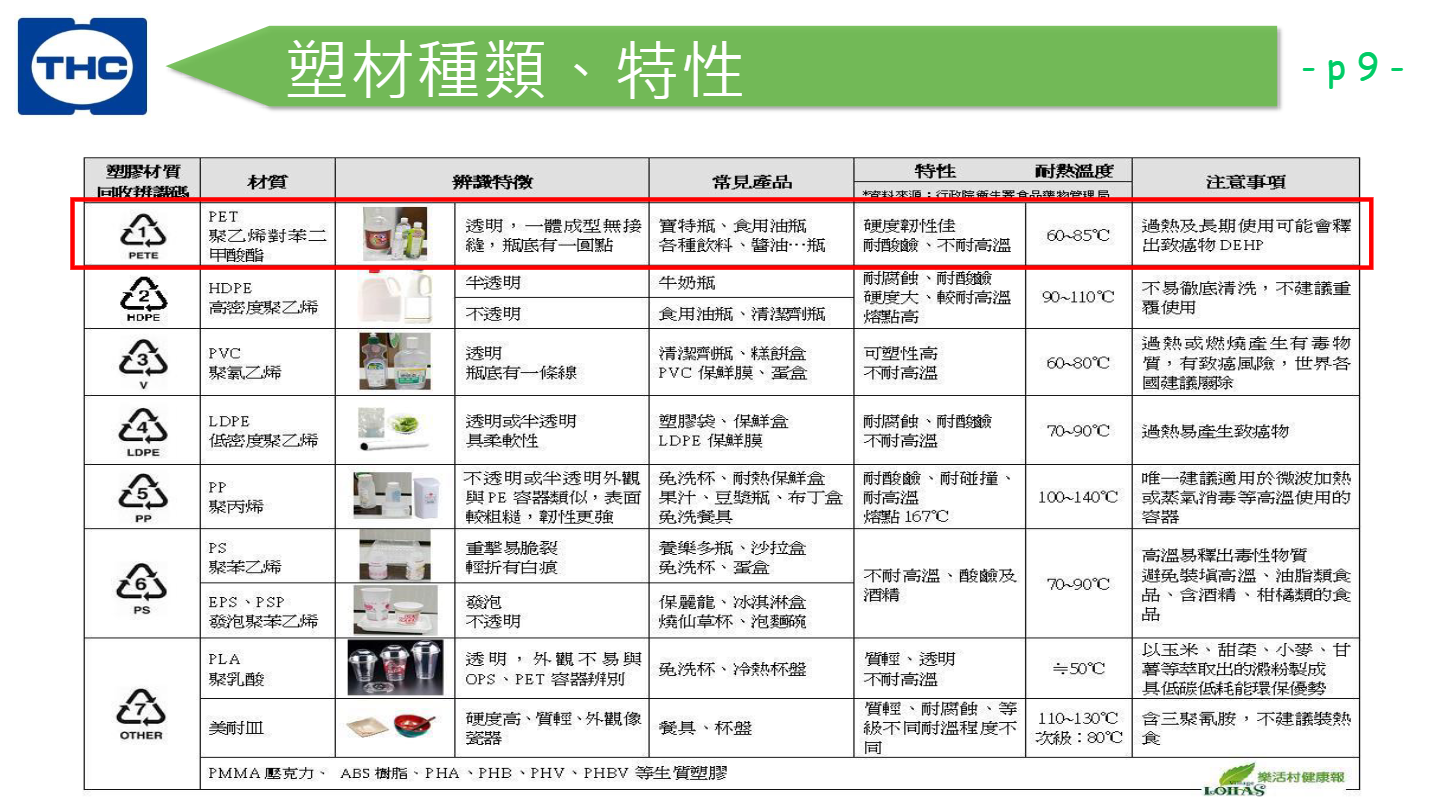 THC
塑材種類、特性
- p 9 -
塑膠材質
回收辨識碼
材質
辨識特徵
常見產品
特性
耐熱溫度
*資料來源：行政院衛生署食品藥物管理局
注意事項
1
PETE
PET
聚乙烯對苯二
甲酸酯
透明，一體成型無接
縫，瓶底有一圓點
寶特瓶、食用油瓶
各種飲料、醬油⋯瓶
硬度韌性佳
耐酸鹼、不耐高溫
60~85℃
過熱及長期使用可能會釋
出致癌物 DEHP
2
HDPE
HDPE
高密度聚乙烯
半透明
牛奶瓶
不透明
食用油瓶、清潔劑瓶
耐腐蝕、耐酸鹼
硬度大、較耐高溫
熔點高
90~110℃
不易徹底清洗，不建議重
覆使用
3
V
PVC
聚氯乙烯
透明
瓶底有一條線
清潔劑瓶、糕餅盒
PVC 保鮮膜、蛋盒
可塑性高
不耐高溫
60~80℃
過熱或燃燒產生有毒物
質，有致癌風險，世界各
國建議廢除
4
LDPE
LDPE
低密度聚乙烯
透明或半透明
具柔軟性
塑膠袋、保鮮盒
LDPE 保鮮膜
耐腐蝕、耐酸鹼
不耐高溫
70~90℃
過熱易產生致癌物
5
PP
PP
聚丙烯
不透明或半透明外觀
與 PE 容器類似，表面
較粗糙，韌性更強
免洗杯、耐熱保鮮盒
果汁、豆漿瓶、布丁盒
免洗餐具
耐酸鹼、耐碰撞、
耐高溫
熔點 167℃
100~140℃
唯一建議適用於微波加熱
或蒸氣消毒等高溫使用的
容器
6
PS
PS
聚苯乙烯
重擊易脆裂
輕折有白痕
養樂多瓶、沙拉盒
免洗杯、蛋盒
EPS、PSP
發泡聚苯乙烯
發泡
不透明
保麗龍、冰淇淋盒
燒仙草杯、泡麵碗
不耐高溫、酸鹼及
酒精
70~90℃
高溫易釋出毒性物質
避免裝填高溫、油脂類食
品、含酒精、柑橘類的食
品
7
OTHER
PLA
聚乳酸
透明，外觀不易與
OPS、PET 容器辨別
免洗杯、冷熱杯盤
質輕、透明
不耐高溫
≒50℃
以玉米、甜菜、小麥、甘
薯等萃取出的澱粉製成
具低碳低耗能環保優勢
美耐皿
硬度高、質輕、外觀像
瓷器
餐具、杯盤
質輕、耐腐蝕、等
級不同耐溫程度不
同
110~130℃
次級：80℃
含三聚氰胺，不建議裝熱
食
PMMA 壓克力、 ABS 樹脂、PHA、PHB、PHV、PHBV 等生質塑膠
LOHAS
樂活村健康報